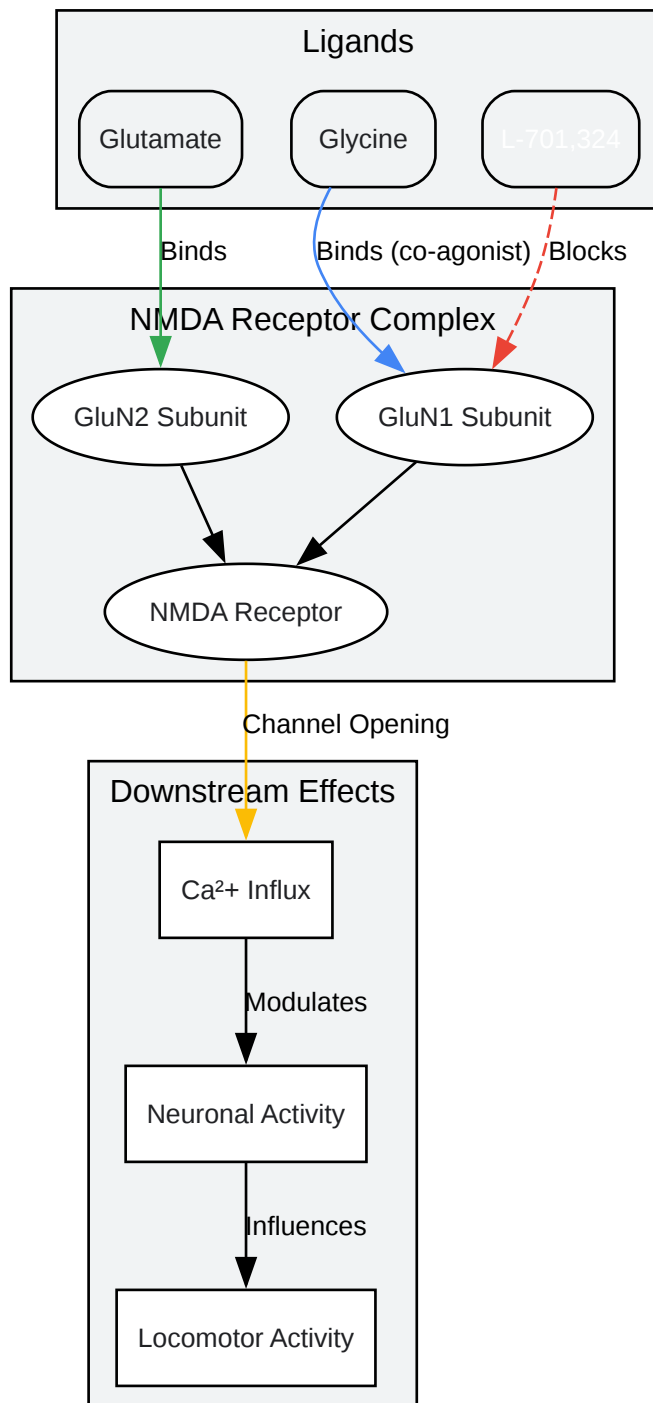 Ligands
Glutamate
Glycine
L-701,324
Binds
Binds (co-agonist)
Blocks
NMDA Receptor Complex
GluN2 Subunit
GluN1 Subunit
NMDA Receptor
Channel Opening
Downstream Effects
Ca²+ Influx
Modulates
Neuronal Activity
Influences
Locomotor Activity